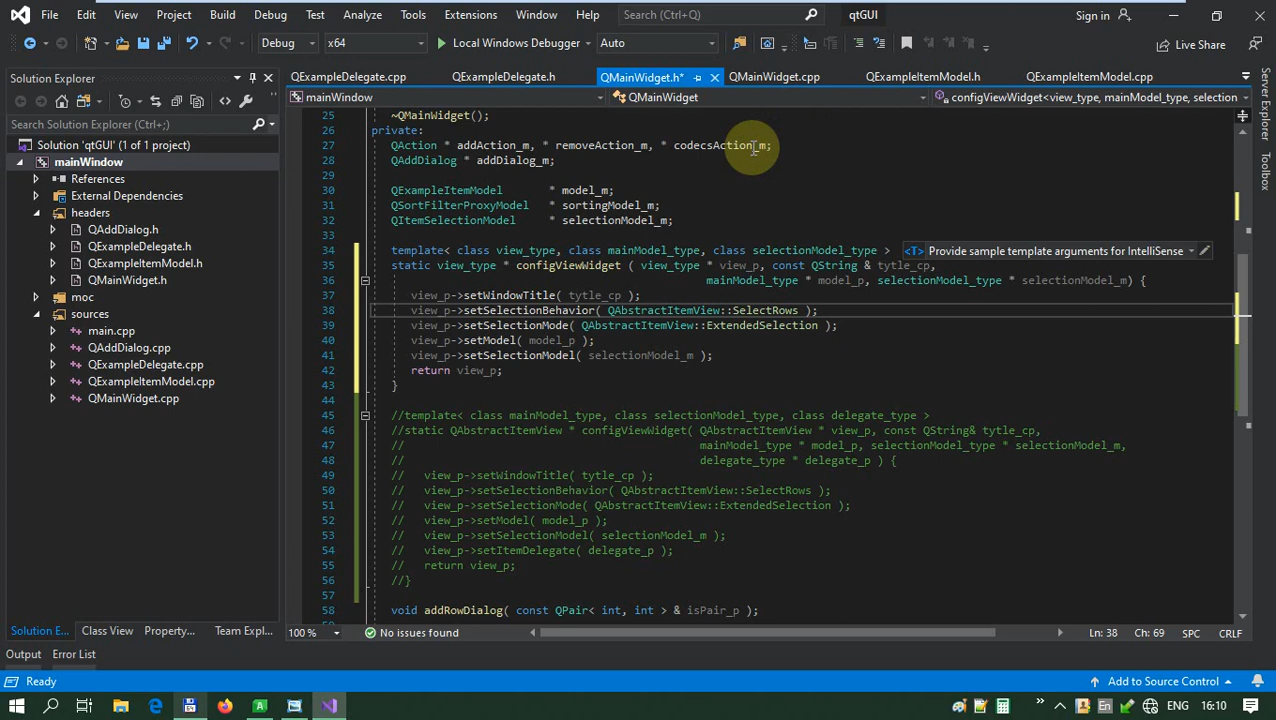 File Edit View Project Build Debug Test Analyze Tools Extensions Window Help Search (Ctrl+Q) qtGUI Sign in
Debug x64 Local Windows Debugger Auto Live Share
Solution Explorer QExampleDelegate.cpp QExampleDelegate.h QMainWidget.h* QMainWidget.cpp QExampleItemModel.h QExampleItemModel.cpp
mainWindow QMainWidget configViewWidget<view_type, mainModel_type, selection
Search Solution Explorer (Ctrl+;)
Solution 'qtGUI' (1 of 1 project)
mainWindow
References
External Dependencies
headers
QAddDialog.h
QExampleDelegate.h
QExampleItemModel.h
QMainWidget.h
moc
sources
main.cpp
QAddDialog.cpp
QExampleDelegate.cpp
QExampleItemModel.cpp
QMainWidget.cpp
25 ~QMainWidget();
26 private:
27 QAction * addAction_m, * removeAction_m, * codecsAction_m;
28 QAddDialog * addDialog_m;
29
30 QExampleItemModel * model_m;
31 QSortFilterProxyModel * sortingModel_m;
32 QItemSelectionModel * selectionModel_m;
33
34 template< class view_type, class mainModel_type, class selectionModel_type > <T> Provide sample template arguments for IntelliSense
35 static view_type * configViewWidget ( view_type * view_p, const QString & tytle_cp,
36 mainModel_type * model_p, selectionModel_type * selectionModel_m) {
37 view_p->setWindowTitle( tytle_cp );
38 view_p->setSelectionBehavior( QAbstractItemView::SelectRows );
39 view_p->setSelectionMode( QAbstractItemView::ExtendedSelection );
40 view_p->setModel( model_p );
41 view_p->setSelectionModel( selectionModel_m );
42 return view_p;
43 }
44
45 //template< class mainModel_type, class selectionModel_type, class delegate_type >
46 //static QAbstractItemView * configViewWidget( QAbstractItemView * view_p, const QString& tytle_cp,
47 // mainModel_type * model_p, selectionModel_type * selectionModel_m,
48 // delegate_type * delegate_p ) {
49 // view_p->setWindowTitle( tytle_cp );
50 // view_p->setSelectionBehavior( QAbstractItemView::SelectRows );
51 // view_p->setSelectionMode( QAbstractItemView::ExtendedSelection );
52 // view_p->setModel( model_p );
53 // view_p->setSelectionModel( selectionModel_m );
54 // view_p->setItemDelegate( delegate_p );
55 // return view_p;
56 //}
57
58 void addRowDialog( const QPair< int, int > & isPair_p );
Server Explorer
Toolbox
Solution E... Class View Property... Team Expl...
100 % No issues found Ln: 38 Ch: 69 SPC CRLF
Output Error List
Ready Add to Source Control
ENG 16:10